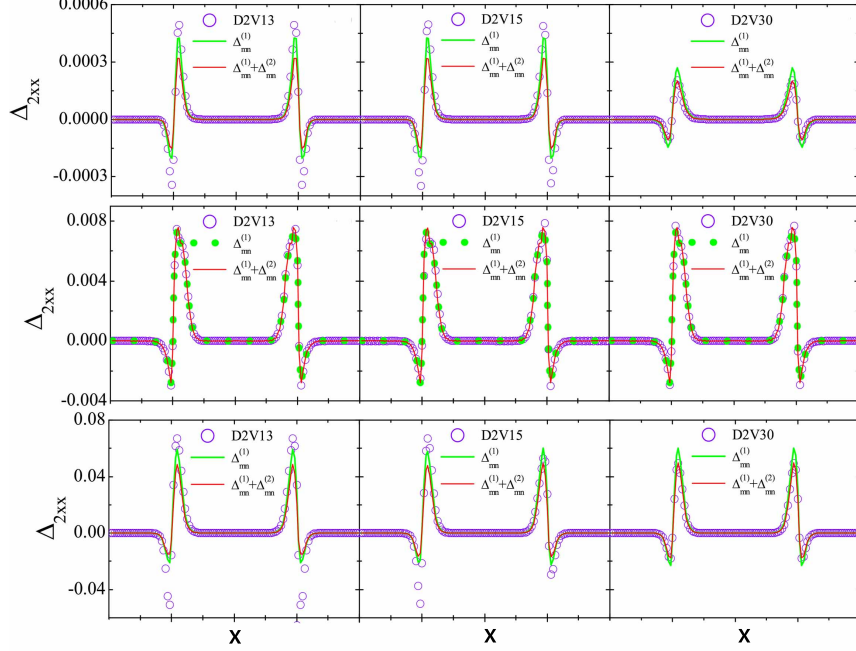 0.0006
0.0003
0.0000
-0.0003
Δ2xx
D2V13
Δmn(1)
Δmn(1)+Δmn(2)
D2V15
Δmn(1)
Δmn(1)+Δmn(2)
D2V30
Δmn(1)
Δmn(1)+Δmn(2)
0.008
0.004
0.000
-0.004
Δ2xx
D2V13
Δmn(1)
Δmn(1)+Δmn(2)
D2V15
Δmn(1)
Δmn(1)+Δmn(2)
D2V30
Δmn(1)
Δmn(1)+Δmn(2)
0.08
0.04
0.00
-0.04
Δ2xx
D2V13
Δmn(1)
Δmn(1)+Δmn(2)
D2V15
Δmn(1)
Δmn(1)+Δmn(2)
D2V30
Δmn(1)
Δmn(1)+Δmn(2)
X
X
X